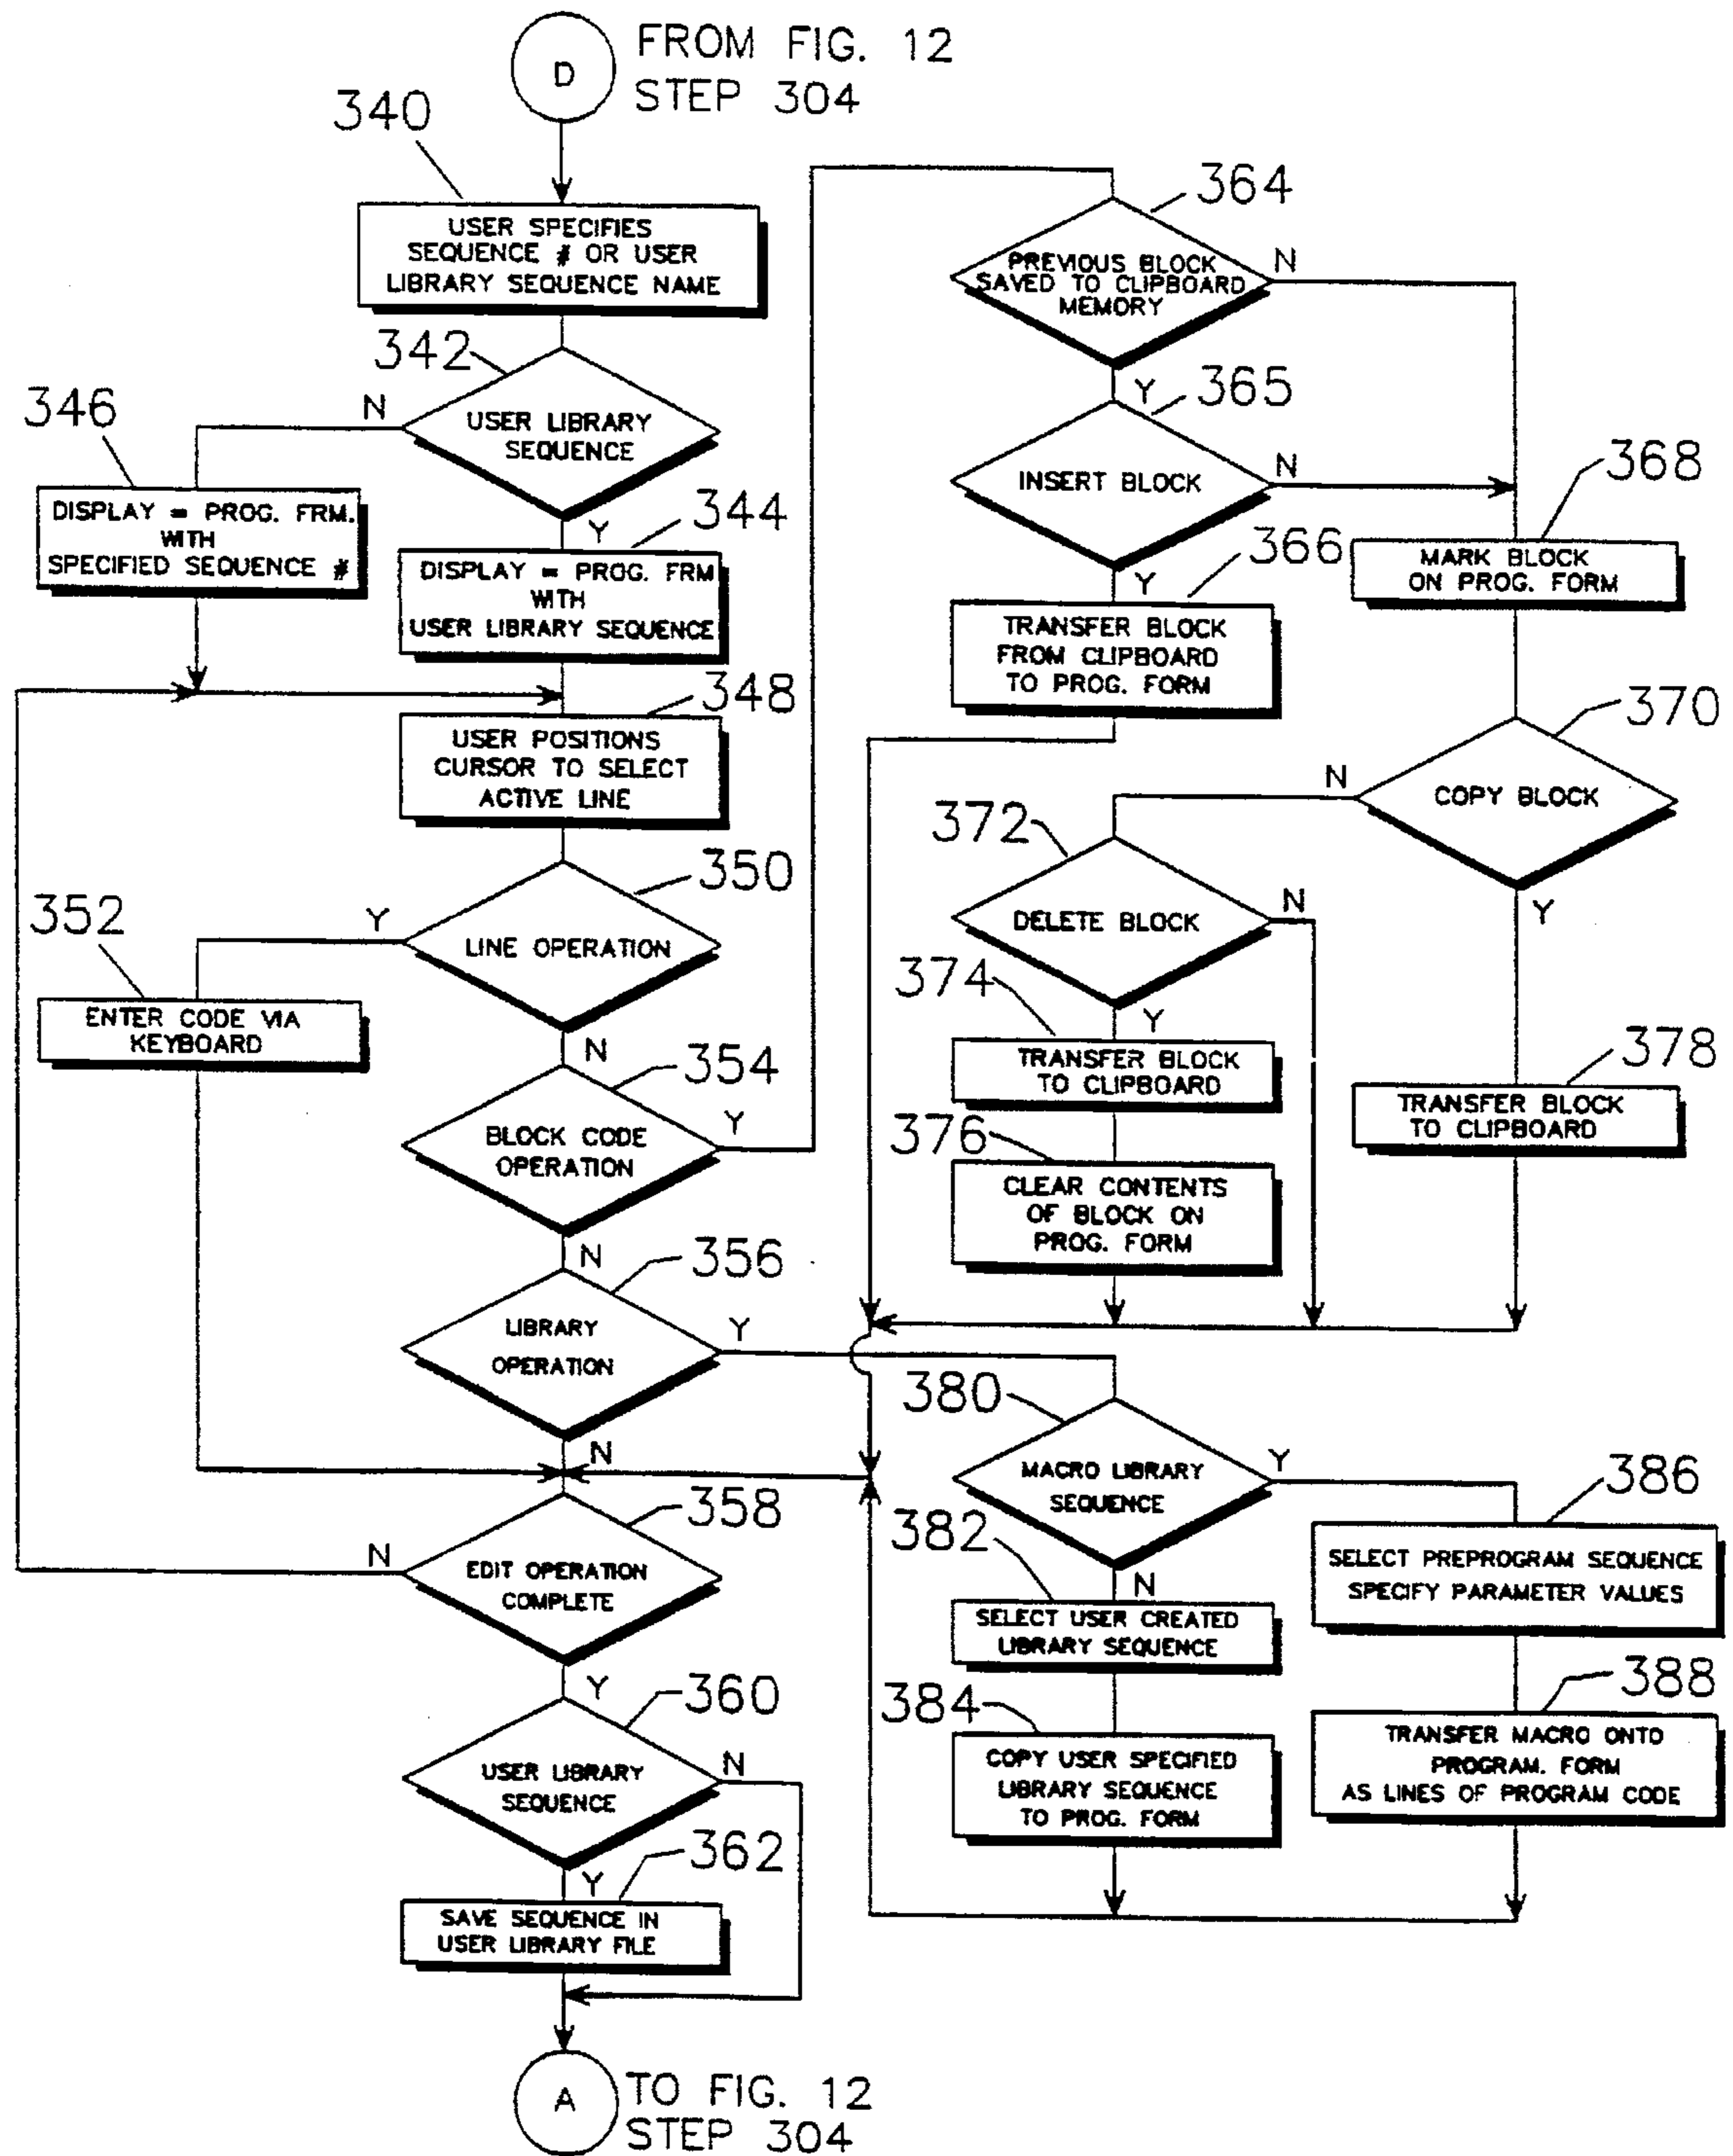 D
FROM FIG. 12
STEP 304
340
USER SPECIFIES
SEQUENCE # OR USER
LIBRARY SEQUENCE NAME
342
USER LIBRARY
SEQUENCE
N
Y
346
DISPLAY = PROG. FRM.
WITH
SPECIFIED SEQUENCE #
344
DISPLAY = PROG. FRM
WITH
USER LIBRARY SEQUENCE
348
USER POSITIONS
CURSOR TO SELECT
ACTIVE LINE
350
LINE OPERATION
Y
N
352
ENTER CODE VIA
KEYBOARD
354
BLOCK CODE
OPERATION
Y
N
356
LIBRARY
OPERATION
Y
N
358
EDIT OPERATION
COMPLETE
N
Y
360
USER LIBRARY
SEQUENCE
N
Y
362
SAVE SEQUENCE IN
USER LIBRARY FILE
A
TO FIG. 12
STEP 304
364
PREVIOUS BLOCK
SAVED TO CLIPBOARD
MEMORY
N
Y
365
INSERT BLOCK
N
Y
366
TRANSFER BLOCK
FROM CLIPBOARD
TO PROG. FORM
368
MARK BLOCK
ON PROG. FORM
370
COPY BLOCK
N
Y
372
DELETE BLOCK
N
Y
374
TRANSFER BLOCK
TO CLIPBOARD
376
CLEAR CONTENTS
OF BLOCK ON
PROG. FORM
378
TRANSFER BLOCK
TO CLIPBOARD
380
MACRO LIBRARY
SEQUENCE
Y
N
382
SELECT USER CREATED
LIBRARY SEQUENCE
384
COPY USER SPECIFIED
LIBRARY SEQUENCE
TO PROG. FORM
386
SELECT PREPROGRAM SEQUENCE
SPECIFY PARAMETER VALUES
388
TRANSFER MACRO ONTO
PROGRAM. FORM
AS LINES OF PROGRAM CODE